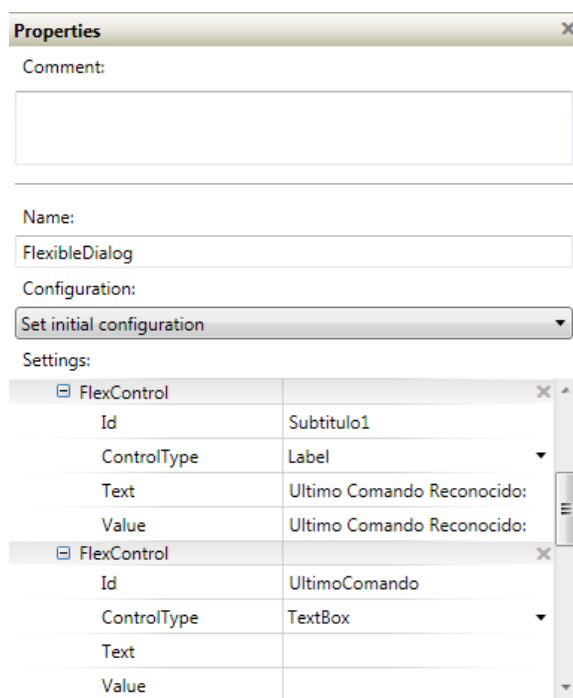 Properties
Comment:
Name:
FlexibleDialog
Configuration:
Set initial configuration
Settings:
FlexControl
Id Subtitulo1
ControlType Label
Text Ultimo Comando Reconocido:
Value Ultimo Comando Reconocido:
FlexControl
Id UltimoComando
ControlType TextBox
Text
Value